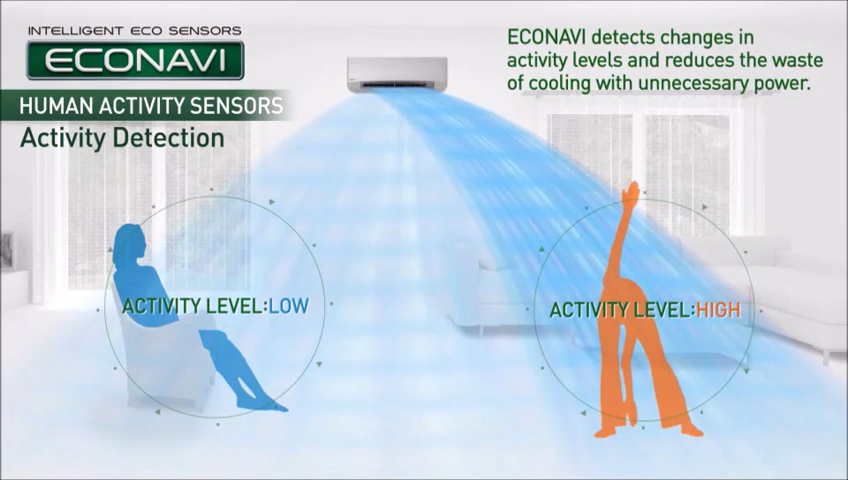 INTELLIGENT ECO SENSORS
ECONAVI
HUMAN ACTIVITY SENSORS
Activity Detection
ECONAVI detects changes in
activity levels and reduces the waste
of cooling with unnecessary power.
ACTIVITY LEVEL:LOW
ACTIVITY LEVEL:HIGH